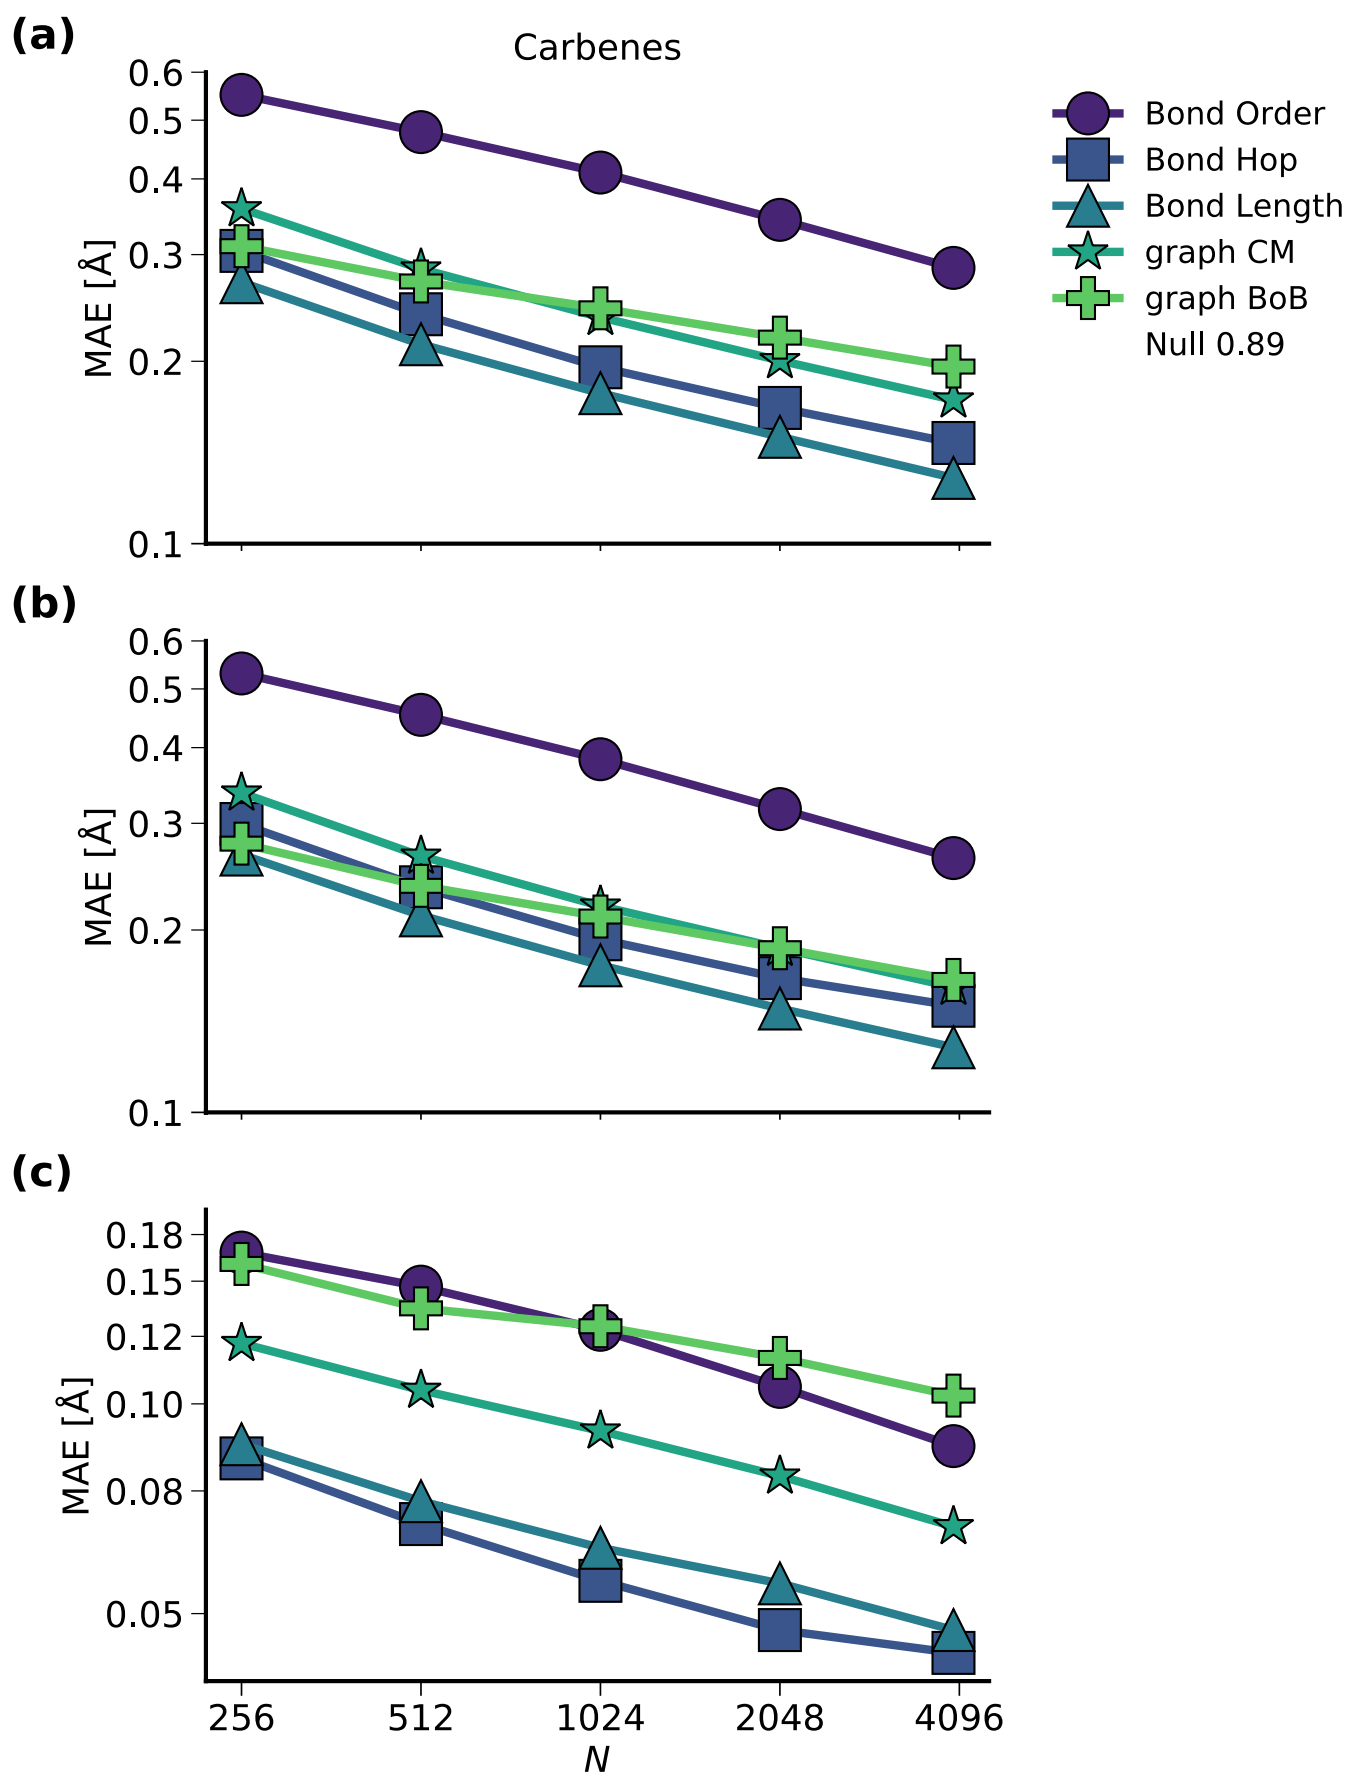 (a)
Carbenes
0.6
0.5
0.4
0.3
0.2
0.1
MAE [Å]
Bond Order
Bond Hop
Bond Length
graph CM
graph BoB
Null 0.89
(b)
0.6
0.5
0.4
0.3
0.2
0.1
MAE [Å]
(c)
0.18
0.15
0.12
0.10
0.08
0.05
MAE [Å]
256 512 1024 2048 4096
N